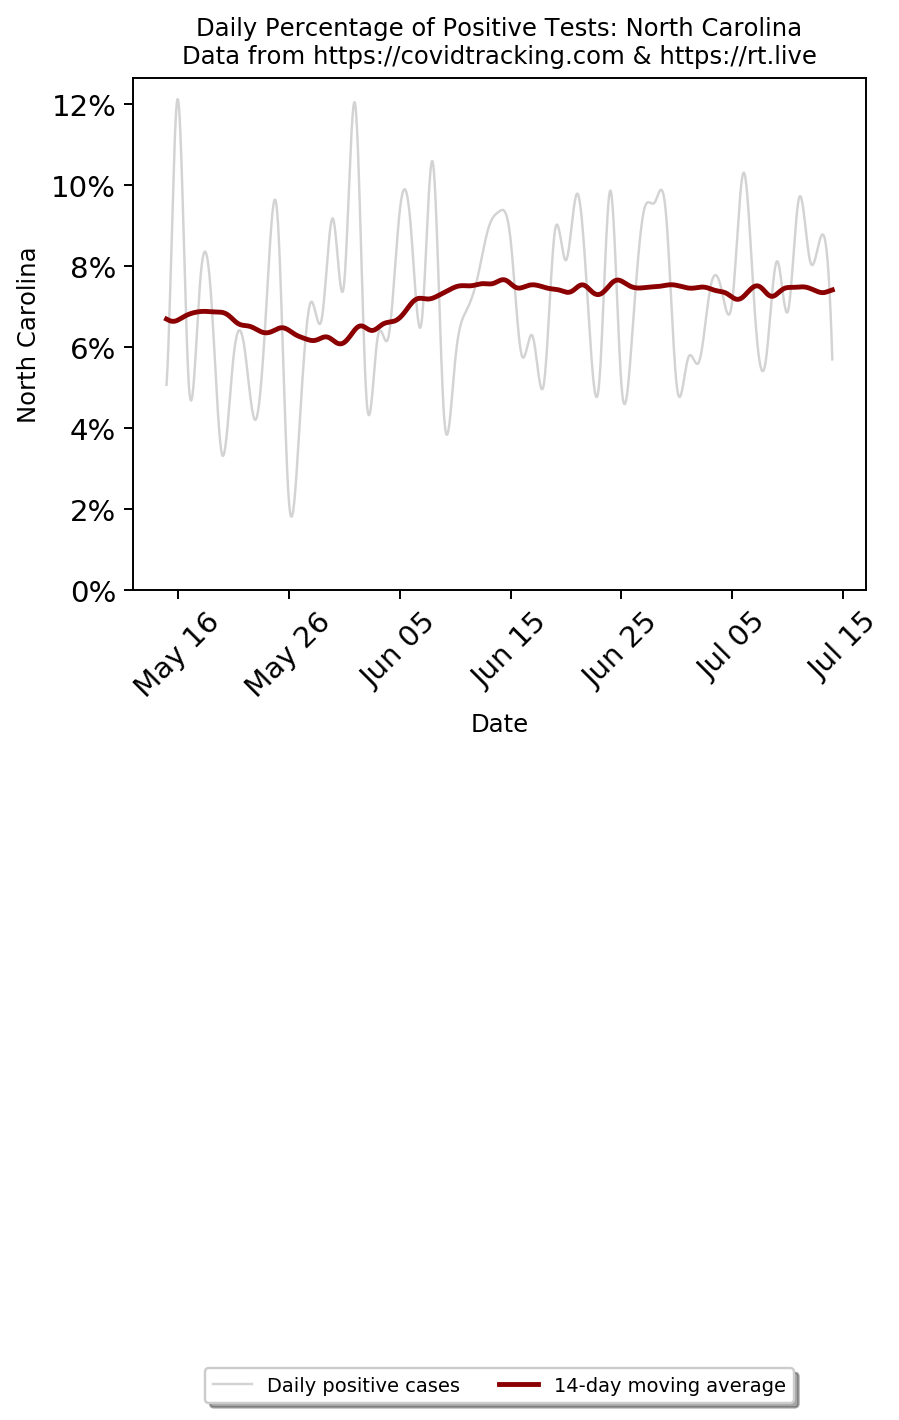 Daily Percentage of Positive Tests: North Carolina
Data from https://covidtracking.com & https://rt.live
12%
10%
8%
6%
4%
2%
0%
North Carolina
May 16
May 26
Jun 05
Jun 15
Jun 25
Jul 05
Jul 15
Date
Daily positive cases
14-day moving average